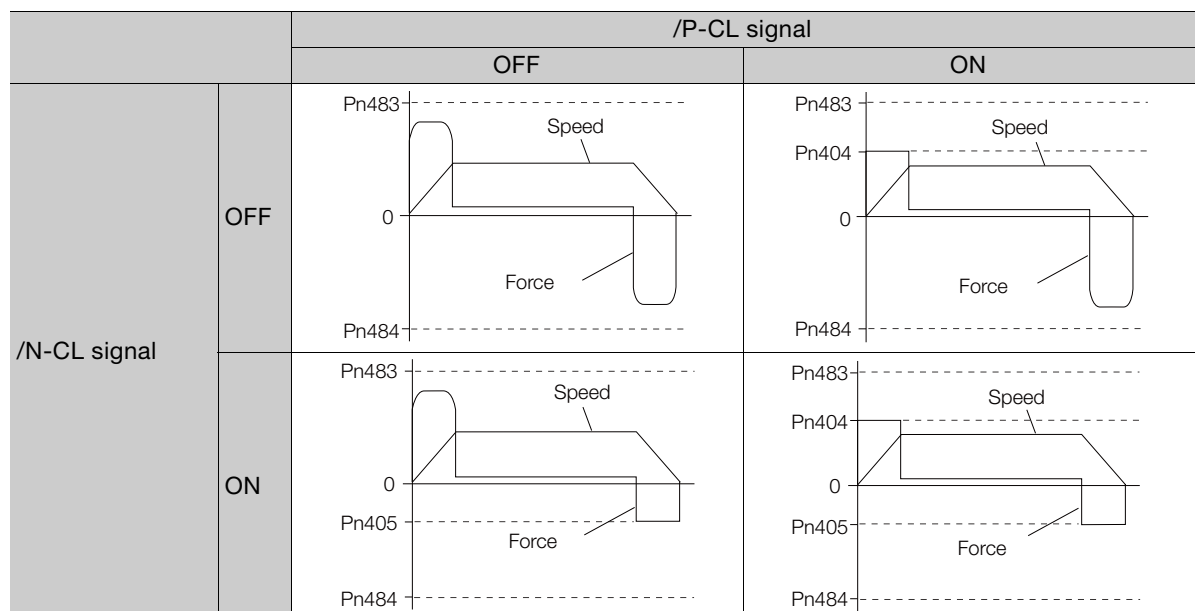 /P-CL signal
OFF
ON
/N-CL signal
OFF
Pn483
Speed
0
Force
Pn484
Pn483
Pn404
Speed
0
Force
Pn484
ON
Pn483
Speed
0
Pn405
Force
Pn484
Pn483
Pn404
Speed
0
Pn405
Force
Pn484